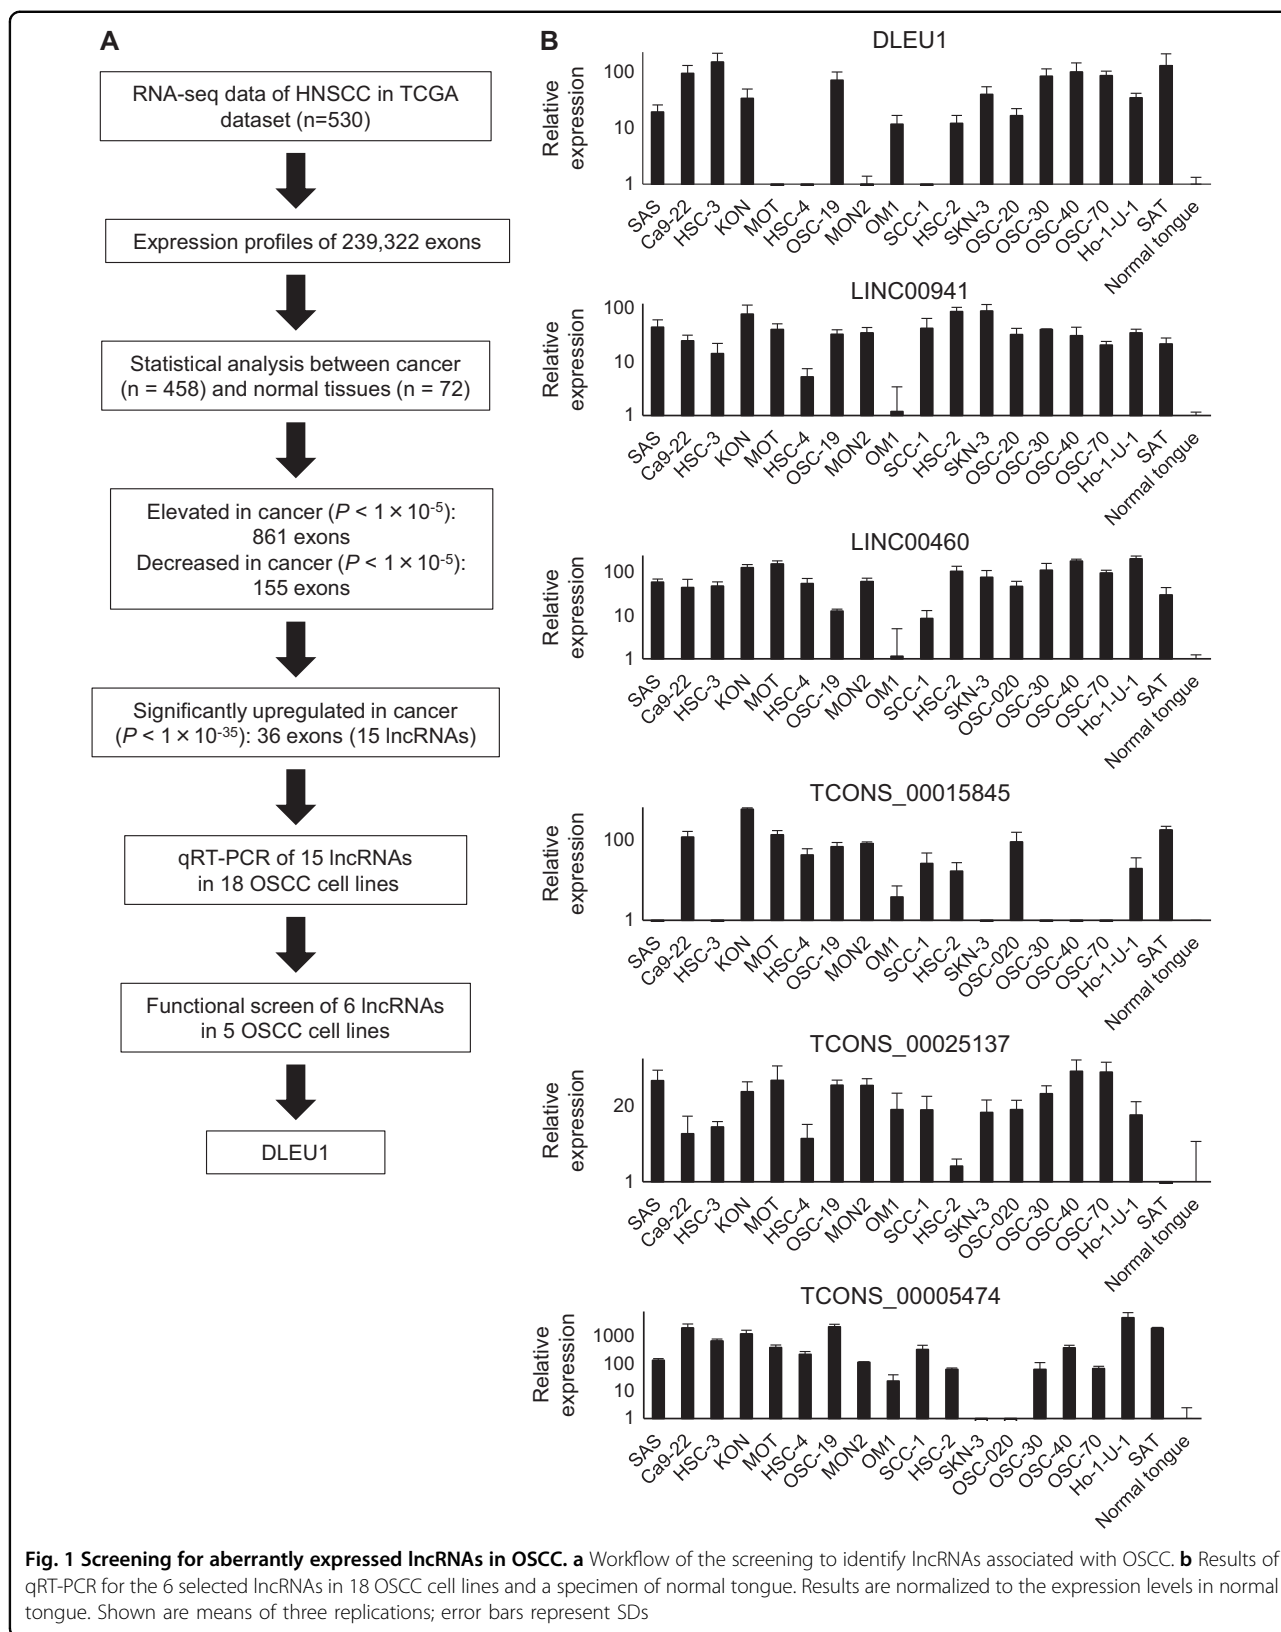 A
RNA-seq data of HNSCC in TCGA
dataset (n=530)
Expression profiles of 239,322 exons
Statistical analysis between cancer
(n = 458) and normal tissues (n = 72)
Elevated in cancer (P < 1 × 10-5):
861 exons
Decreased in cancer (P < 1 × 10-5):
155 exons
Significantly upregulated in cancer
(P < 1 × 10-35): 36 exons (15 lncRNAs)
qRT-PCR of 15 lncRNAs
in 18 OSCC cell lines
Functional screen of 6 lncRNAs
in 5 OSCC cell lines
DLEU1
B
DLEU1
Relative
expression
100
10
1
SAS
Ca9-22
HSC-3
KON
MOT
HSC-4
OSC-19
MON2
OM1
SCC-1
HSC-2
SKN-3
OSC-20
OSC-30
OSC-40
OSC-70
Ho-1-U-1
SAT
Normal tongue
LINC00941
Relative
expression
100
10
1
SAS
Ca9-22
HSC-3
KON
MOT
HSC-4
OSC-19
MON2
OM1
SCC-1
HSC-2
SKN-3
OSC-20
OSC-30
OSC-40
OSC-70
Ho-1-U-1
SAT
Normal tongue
LINC00460
Relative
expression
100
10
1
SAS
Ca9-22
HSC-3
KON
MOT
HSC-4
OSC-19
MON2
OM1
SCC-1
HSC-2
SKN-3
OSC-020
OSC-30
OSC-40
OSC-70
Ho-1-U-1
SAT
Normal tongue
TCONS_00015845
Relative
expression
100
1
SAS
Ca9-22
HSC-3
KON
MOT
HSC-4
OSC-19
MON2
OM1
SCC-1
HSC-2
SKN-3
OSC-020
OSC-30
OSC-40
OSC-70
Ho-1-U-1
SAT
Normal tongue
TCONS_00025137
Relative
expression
20
1
SAS
Ca9-22
HSC-3
KON
MOT
HSC-4
OSC-19
MON2
OM1
SCC-1
HSC-2
SKN-3
OSC-020
OSC-30
OSC-40
OSC-70
Ho-1-U-1
SAT
Normal tongue
TCONS_00005474
Relative
expression
1000
100
10
1
SAS
Ca9-22
HSC-3
KON
MOT
HSC-4
OSC-19
MON2
OM1
SCC-1
HSC-2
SKN-3
OSC-020
OSC-30
OSC-40
OSC-70
Ho-1-U-1
SAT
Normal tongue
Fig. 1 Screening for aberrantly expressed lncRNAs in OSCC. a Workflow of the screening to identify lncRNAs associated with OSCC. b Results of
qRT-PCR for the 6 selected lncRNAs in 18 OSCC cell lines and a specimen of normal tongue. Results are normalized to the expression levels in normal
tongue. Shown are means of three replications; error bars represent SDs